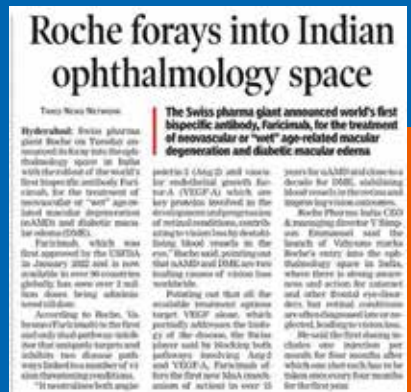 Roche forays into Indian
ophthalmology space
TIMES NEWS NETWORK
The Swiss pharma giant announced world's first
bispecific antibody, Faricimab, for the treatment
of neovascular or "wet" age-related macular
degeneration and diabetic macular edema
Hyderabad: Swiss pharma
giant Roche on Tuesday an-
nounced its foray into the oph-
thalmology space in India
with the rollout of the world's
first bispecific antibody Fari-
cimab, for the treatment of
neovascular or "wet" age-re-
lated macular degeneration
(nAMD) and diabetic macu-
lar edema (DME).
Faricimab, which was
first approved by the USFDA
in January 2022 and is now
available in over 90 countries
globally, has seen over
doses being adminis-
tered till date.
According to Roche,
(Faricimab) is the first
and only
that uniquely targets and
inhibits two disease path-
ways linked to a number of vi-
sion threatening conditions.
"It neutralises both angio-
poietin-2 (Ang-2) and vascu-
lar endothelial growth fac-
tor-A (VEGF-A), which are
key proteins involved in the
development and progression
of retinal conditions, contrib-
uting to vision loss by destabi-
lising blood vessels in the
eye," Roche said, pointing out
that nAMD and DME are two
leading causes of vision loss
worldwide.
Pointing out that all the
available treatment options
target VEGF alone, which
partially addresses the biolo-
gy of the disease, the Swiss
player said by blocking both
pathways involving Ang-2
and VEGF-A, Faricimab of-
fers the first new MoA (mech-
anism of action) in over 15
years for nAMD and close to a
decade for DME, stabilising
blood vessels in the retina and
improving vision outcomes.
Roche Pharma India CEO
& managing director V Simp-
son Emmanuel said the
launch of Vabysmo marks
Roche's entry into the oph-
thalmology space in India,
where there is strong aware-
ness and action for cataract
and other frontal eye disor-
ders, but retinal conditions
are often diagnosed late or ne-
glected, leading to vision loss.
He said the first dosing in-
cludes one injection per
month for four months after
which one shot each has to be
taken once every four months
for the first year.